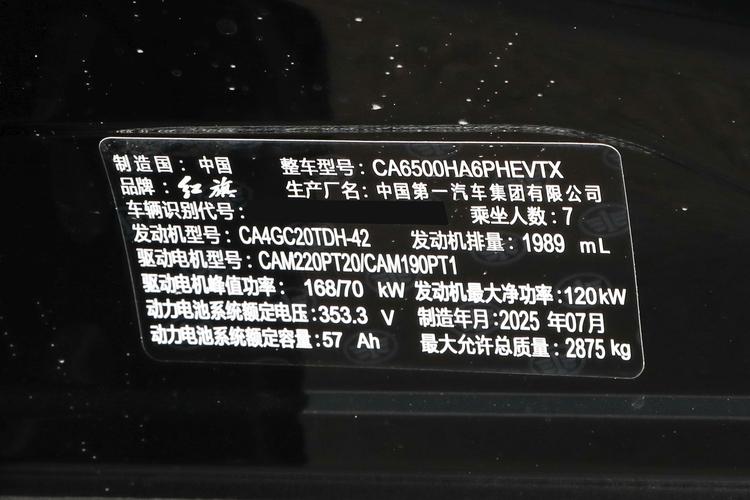 制造国：中国 整车型号：CA6500HA6PHEVTX
品牌：红旗 生产厂名：中国第一汽车集团有限公司
车辆识别代号： 乘坐人数：7
发动机型号：CA4GC20TDH-42 发动机排量：1989 mL
驱动电机型号：CAM220PT20/CAM190PT1
驱动电机峰值功率：168/70 kW 发动机最大净功率：120kW
动力电池系统额定电压：353.3 V 制造年月：2025 年07月
动力电池系统额定容量：57 Ah 最大允许总质量：2875 kg